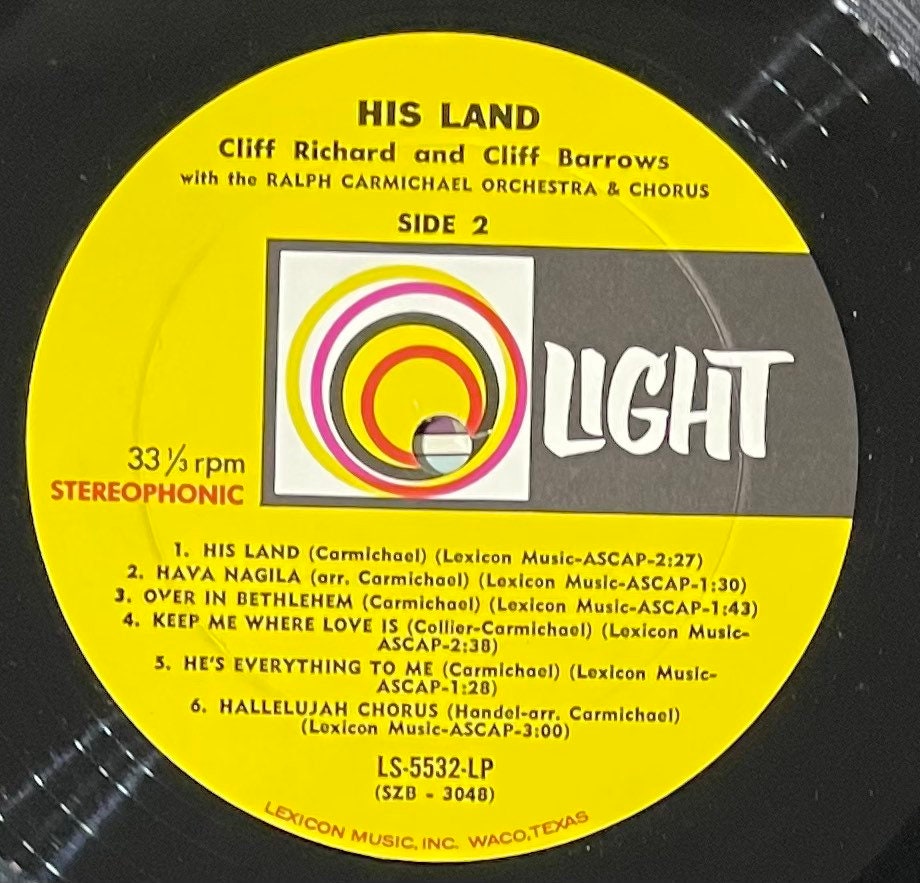 HIS LAND
Cliff Richard and Cliff Barrows
with the RALPH CARMICHAEL ORCHESTRA & CHORUS
SIDE 2
LIGHT
33 ⅓ rpm
STEREOPHONIC
1. HIS LAND (Carmichael) (Lexicon Music-ASCAP-2:27)
2. HAVA NAGILA (arr. Carmichael) (Lexicon Music-ASCAP-1:30)
3. OVER IN BETHLEHEM (Carmichael) (Lexicon Music-ASCAP-1:43)
4. KEEP ME WHERE LOVE IS (Collier-Carmichael) (Lexicon Music-
ASCAP-2:38)
5. HE'S EVERYTHING TO ME (Carmichael) (Lexicon Music-
ASCAP-1:28)
6. HALLELUJAH CHORUS (Handel-arr. Carmichael)
(Lexicon Music-ASCAP-3:00)
LS-5532-LP
(SZB - 3048)
LEXICON MUSIC, INC. WACO, TEXAS